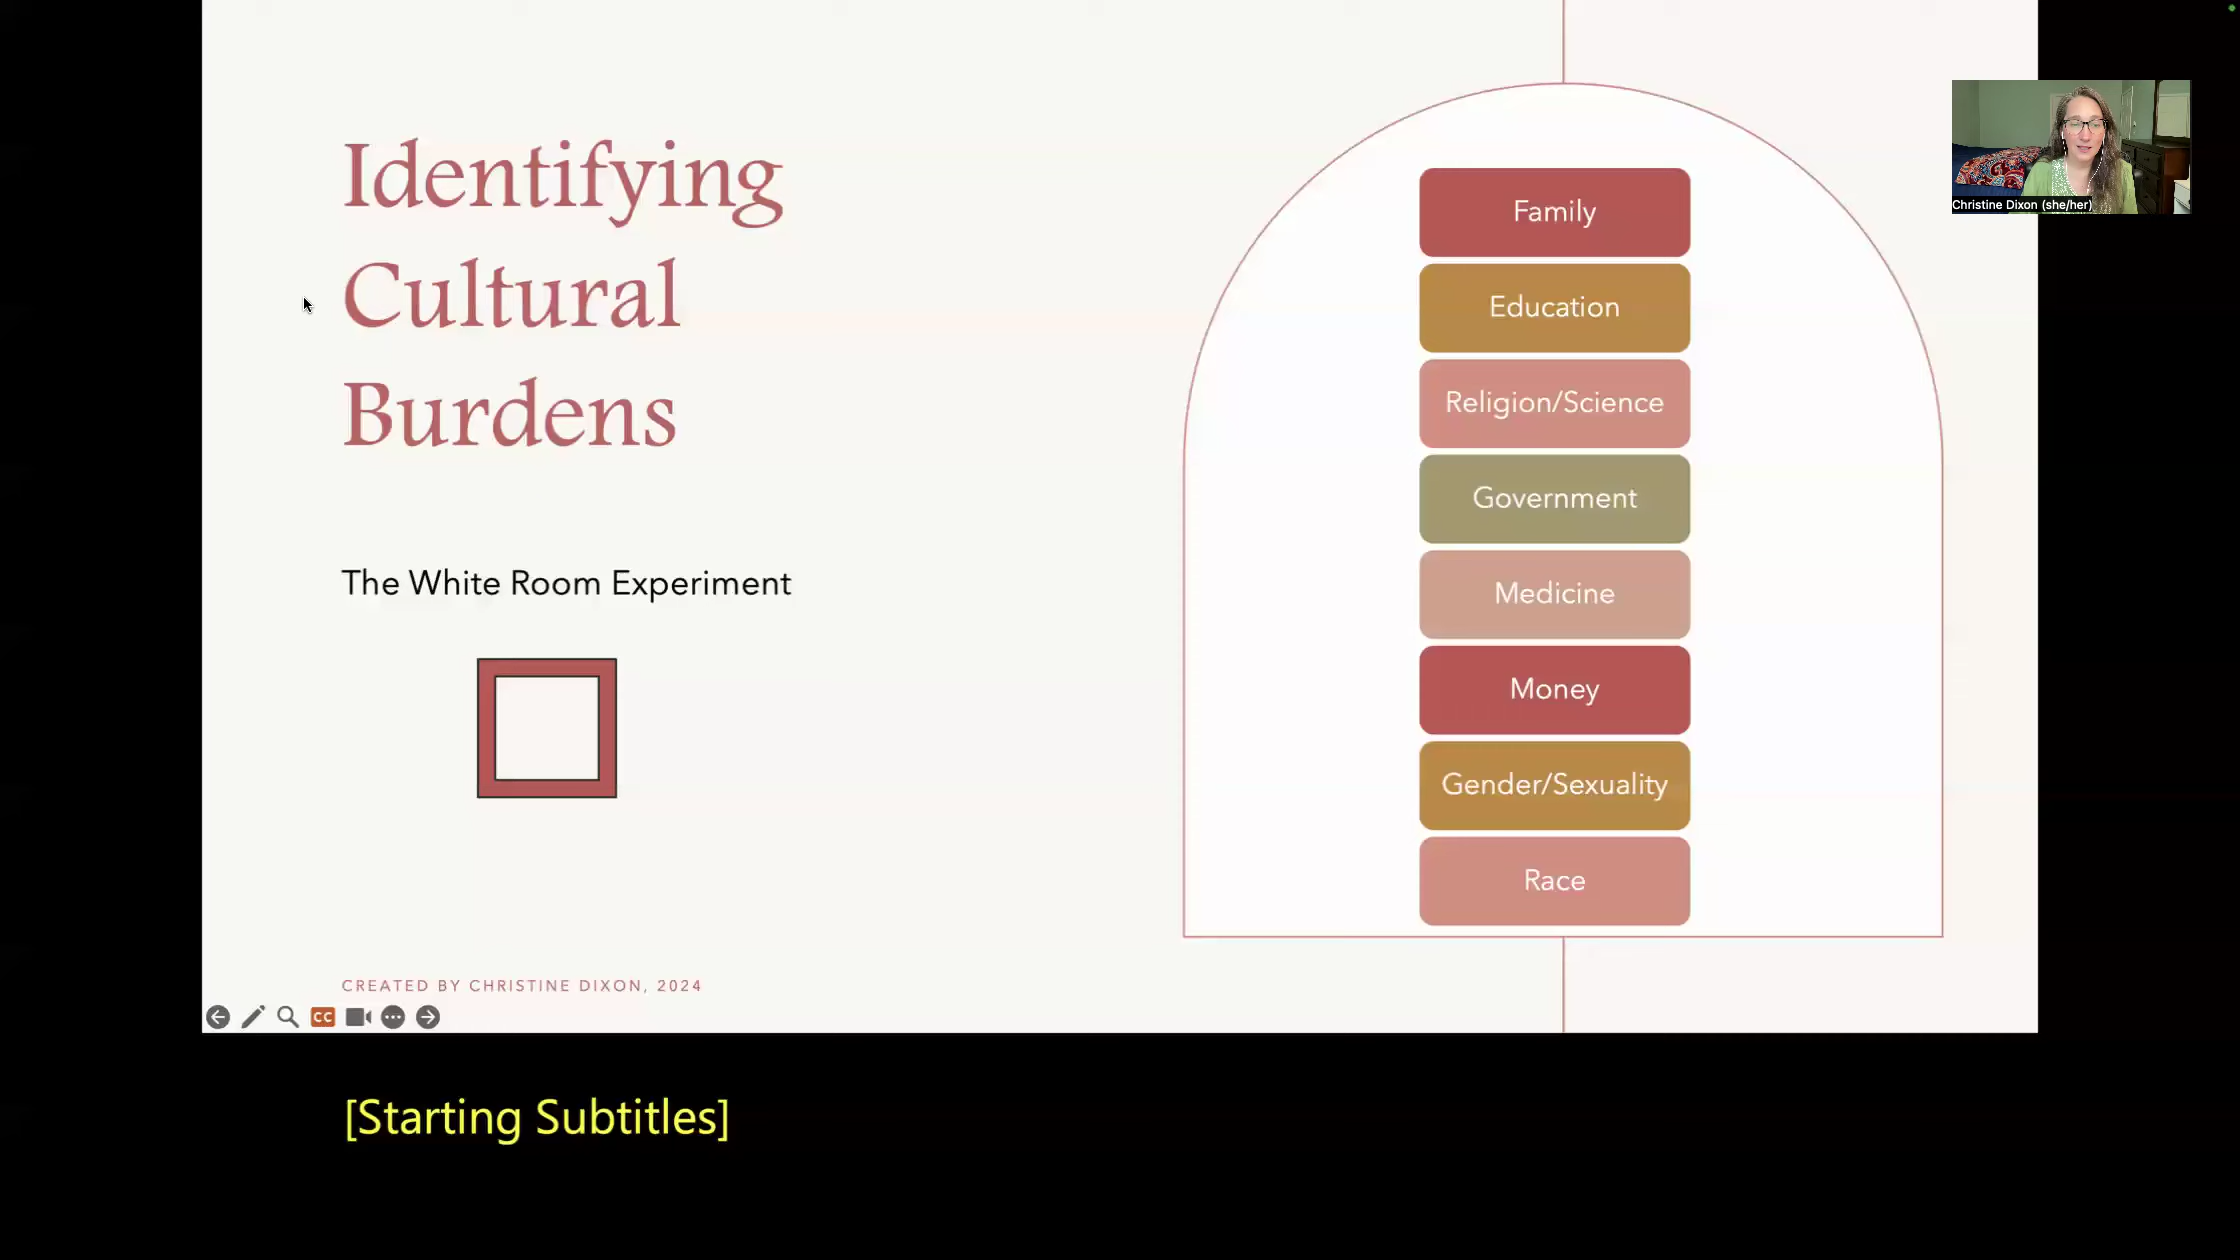 Identifying
Cultural
Burdens
The White Room Experiment
Family
Education
Religion/Science
Government
Medicine
Money
Gender/Sexuality
Race
Christine Dixon (she/her)
CREATED BY CHRISTINE DIXON, 2024
CC
[Starting Subtitles]